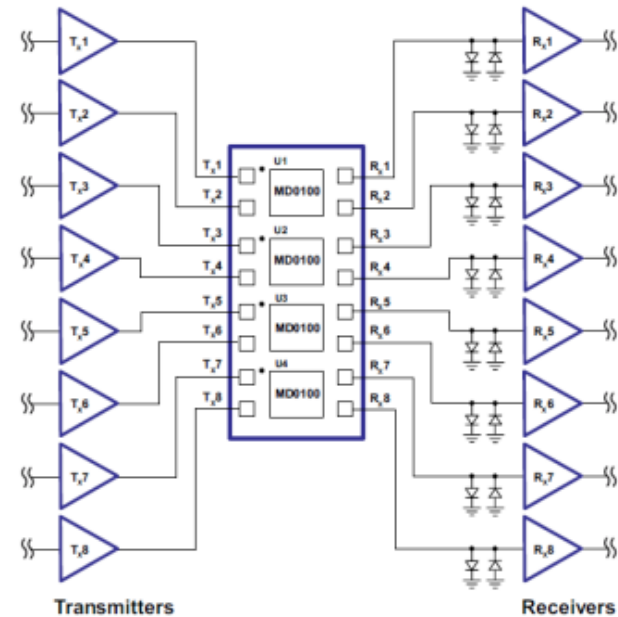 Tx1
Tx2
Tx3
Tx4
Tx5
Tx6
Tx7
Tx8
Transmitters
Tx1
Tx2
Tx3
Tx4
Tx5
Tx6
Tx7
Tx8
U1
MD0100
U2
MD0100
U3
MD0100
U4
MD0100
Rx1
Rx2
Rx3
Rx4
Rx5
Rx6
Rx7
Rx8
Rx1
Rx2
Rx3
Rx4
Rx5
Rx6
Rx7
Rx8
Receivers